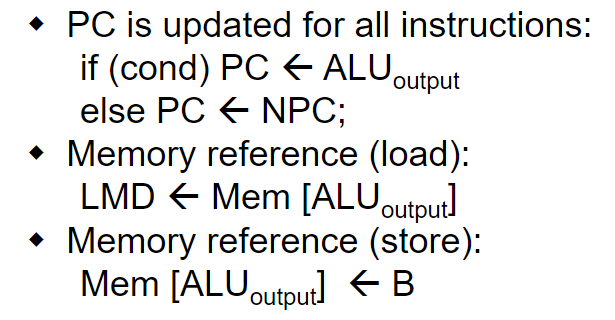 ◆ PC is updated for all instructions:
if (cond) PC ← ALUoutput
else PC ← NPC;
◆ Memory reference (load):
LMD ← Mem [ALUoutput]
◆ Memory reference (store):
Mem [ALUoutput] ← B